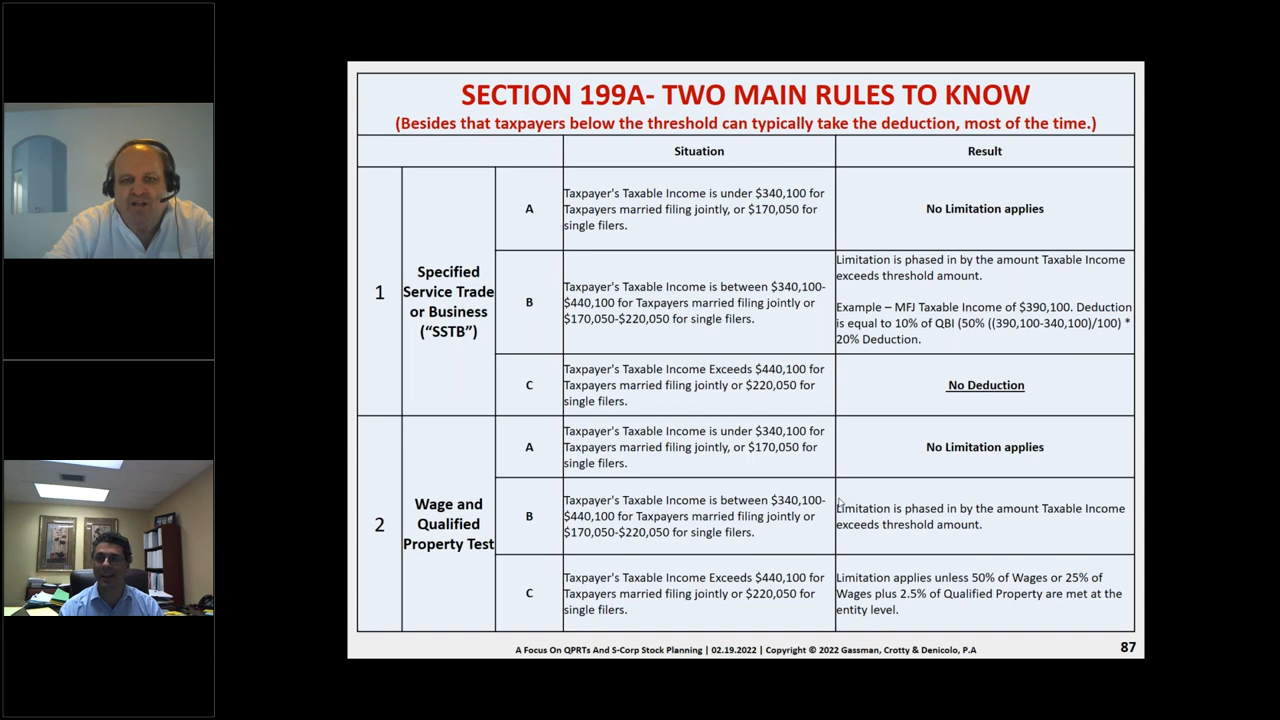 SECTION 199A- TWO MAIN RULES TO KNOW
(Besides that taxpayers below the threshold can typically take the deduction, most of the time.)
Situation
Result
1
Specified
Service Trade
or Business
(“SSTB”)
A
Taxpayer's Taxable Income is under $340,100 for
Taxpayers married filing jointly, or $170,050 for
single filers.
No Limitation applies
B
Taxpayer's Taxable Income is between $340,100-
$440,100 for Taxpayers married filing jointly or
$170,050-$220,050 for single filers.
Limitation is phased in by the amount Taxable Income
exceeds threshold amount.
Example – MFJ Taxable Income of $390,100. Deduction
is equal to 10% of QBI (50% ((390,100-340,100)/100) *
20% Deduction.
C
Taxpayer's Taxable Income Exceeds $440,100 for
Taxpayers married filing jointly or $220,050 for
single filers.
No Deduction
2
Wage and
Qualified
Property Test
A
Taxpayer's Taxable Income is under $340,100 for
Taxpayers married filing jointly, or $170,050 for
single filers.
No Limitation applies
B
Taxpayer's Taxable Income is between $340,100-
$440,100 for Taxpayers married filing jointly or
$170,050-$220,050 for single filers.
Limitation is phased in by the amount Taxable Income
exceeds threshold amount.
C
Taxpayer's Taxable Income Exceeds $440,100 for
Taxpayers married filing jointly or $220,050 for
single filers.
Limitation applies unless 50% of Wages or 25% of
Wages plus 2.5% of Qualified Property are met at the
entity level.
A Focus On QPRTs And S-Corp Stock Planning | 02.19.2022 | Copyright © 2022 Gassman, Crotty & Denicolo, P.A
87